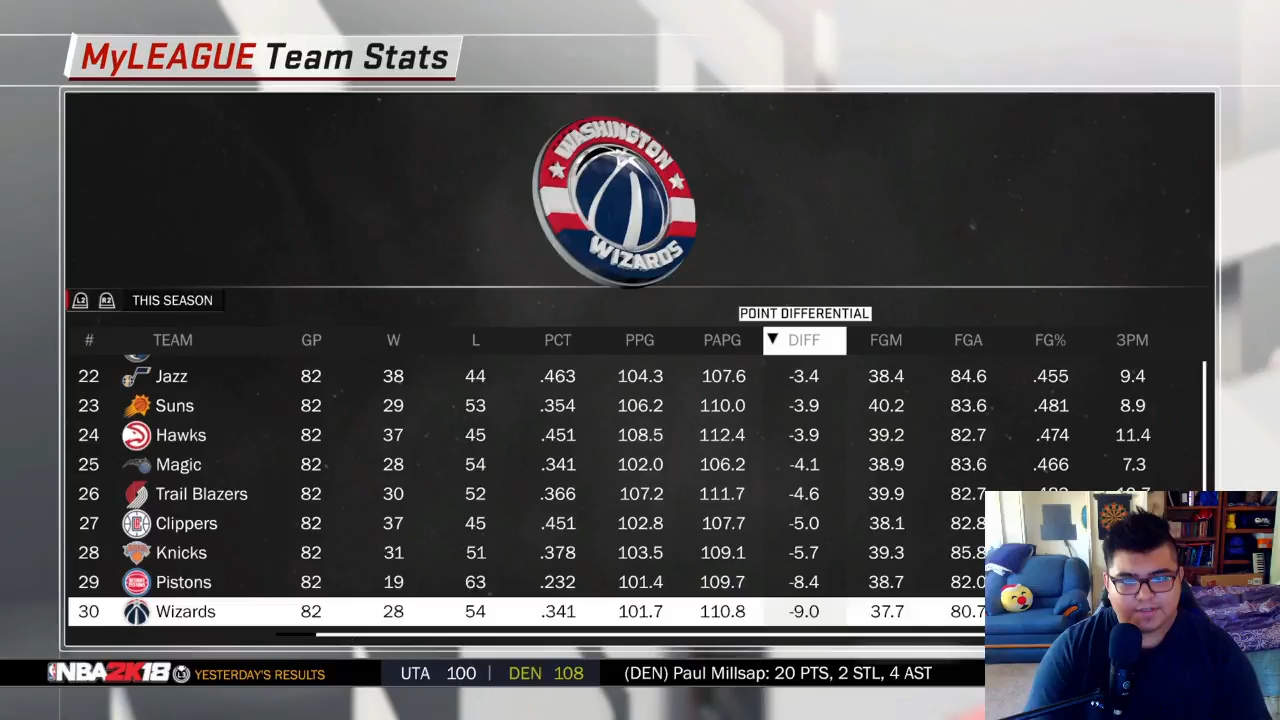 MyLEAGUE Team Stats
WASHINGTON
WIZARDS
L2 R2 THIS SEASON
POINT DIFFERENTIAL
# TEAM GP W L PCT PPG PAPG DIFF FGM FGA FG% 3PM
22 Jazz 82 38 44 .463 104.3 107.6 -3.4 38.4 84.6 .455 9.4
23 Suns 82 29 53 .354 106.2 110.0 -3.9 40.2 83.6 .481 8.9
24 Hawks 82 37 45 .451 108.5 112.4 -3.9 39.2 82.7 .474 11.4
25 Magic 82 28 54 .341 102.0 106.2 -4.1 38.9 83.6 .466 7.3
26 Trail Blazers 82 30 52 .366 107.2 111.7 -4.6 39.9 82.7
27 Clippers 82 37 45 .451 102.8 107.7 -5.0 38.1 82.8
28 Knicks 82 31 51 .378 103.5 109.1 -5.7 39.3 85.8
29 Pistons 82 19 63 .232 101.4 109.7 -8.4 38.7 82.0
30 Wizards 82 28 54 .341 101.7 110.8 -9.0 37.7 80.7
NBA2K18 YESTERDAY'S RESULTS UTA 100 | DEN 108 (DEN) Paul Millsap: 20 PTS, 2 STL, 4 AST